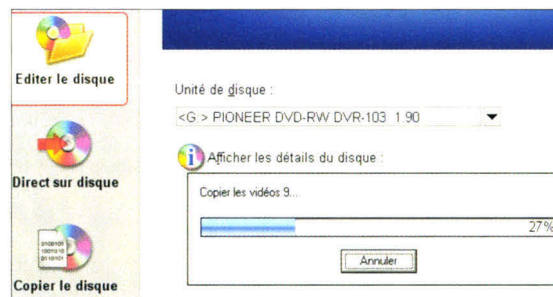 Editer le disque
Direct sur disque
Copier le disque
Unité de disque :
<G > PIONEER DVD-RW DVR-103 1.90
Afficher les détails du disque :
Copier les vidéos 9...
27%
Annuler